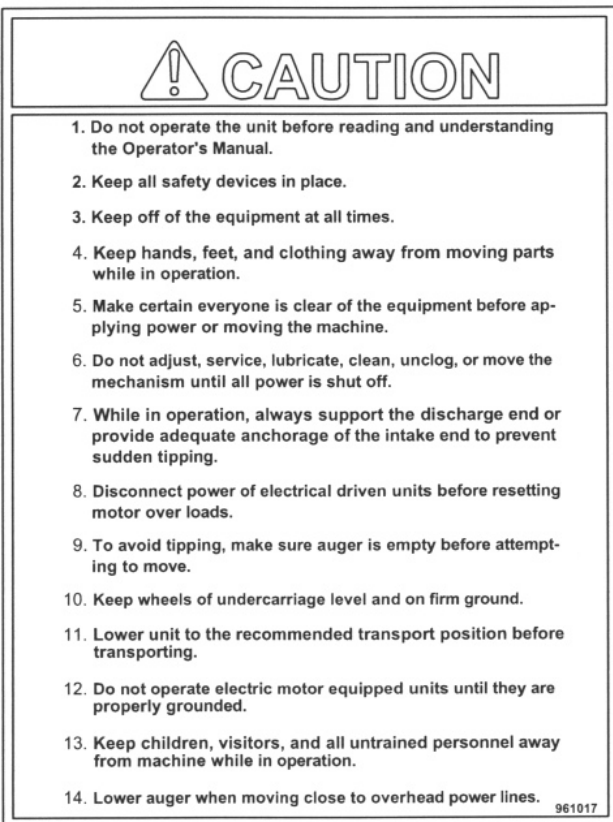 CAUTION
1. Do not operate the unit before reading and understanding
the Operator's Manual.
2. Keep all safety devices in place.
3. Keep off of the equipment at all times.
4. Keep hands, feet, and clothing away from moving parts
while in operation.
5. Make certain everyone is clear of the equipment before ap-
plying power or moving the machine.
6. Do not adjust, service, lubricate, clean, unclog, or move the
mechanism until all power is shut off.
7. While in operation, always support the discharge end or
provide adequate anchorage of the intake end to prevent
sudden tipping.
8. Disconnect power of electrical driven units before resetting
motor over loads.
9. To avoid tipping, make sure auger is empty before attempt-
ing to move.
10. Keep wheels of undercarriage level and on firm ground.
11. Lower unit to the recommended transport position before
transporting.
12. Do not operate electric motor equipped units until they are
properly grounded.
13. Keep children, visitors, and all untrained personnel away
from machine while in operation.
14. Lower auger when moving close to overhead power lines.
961017